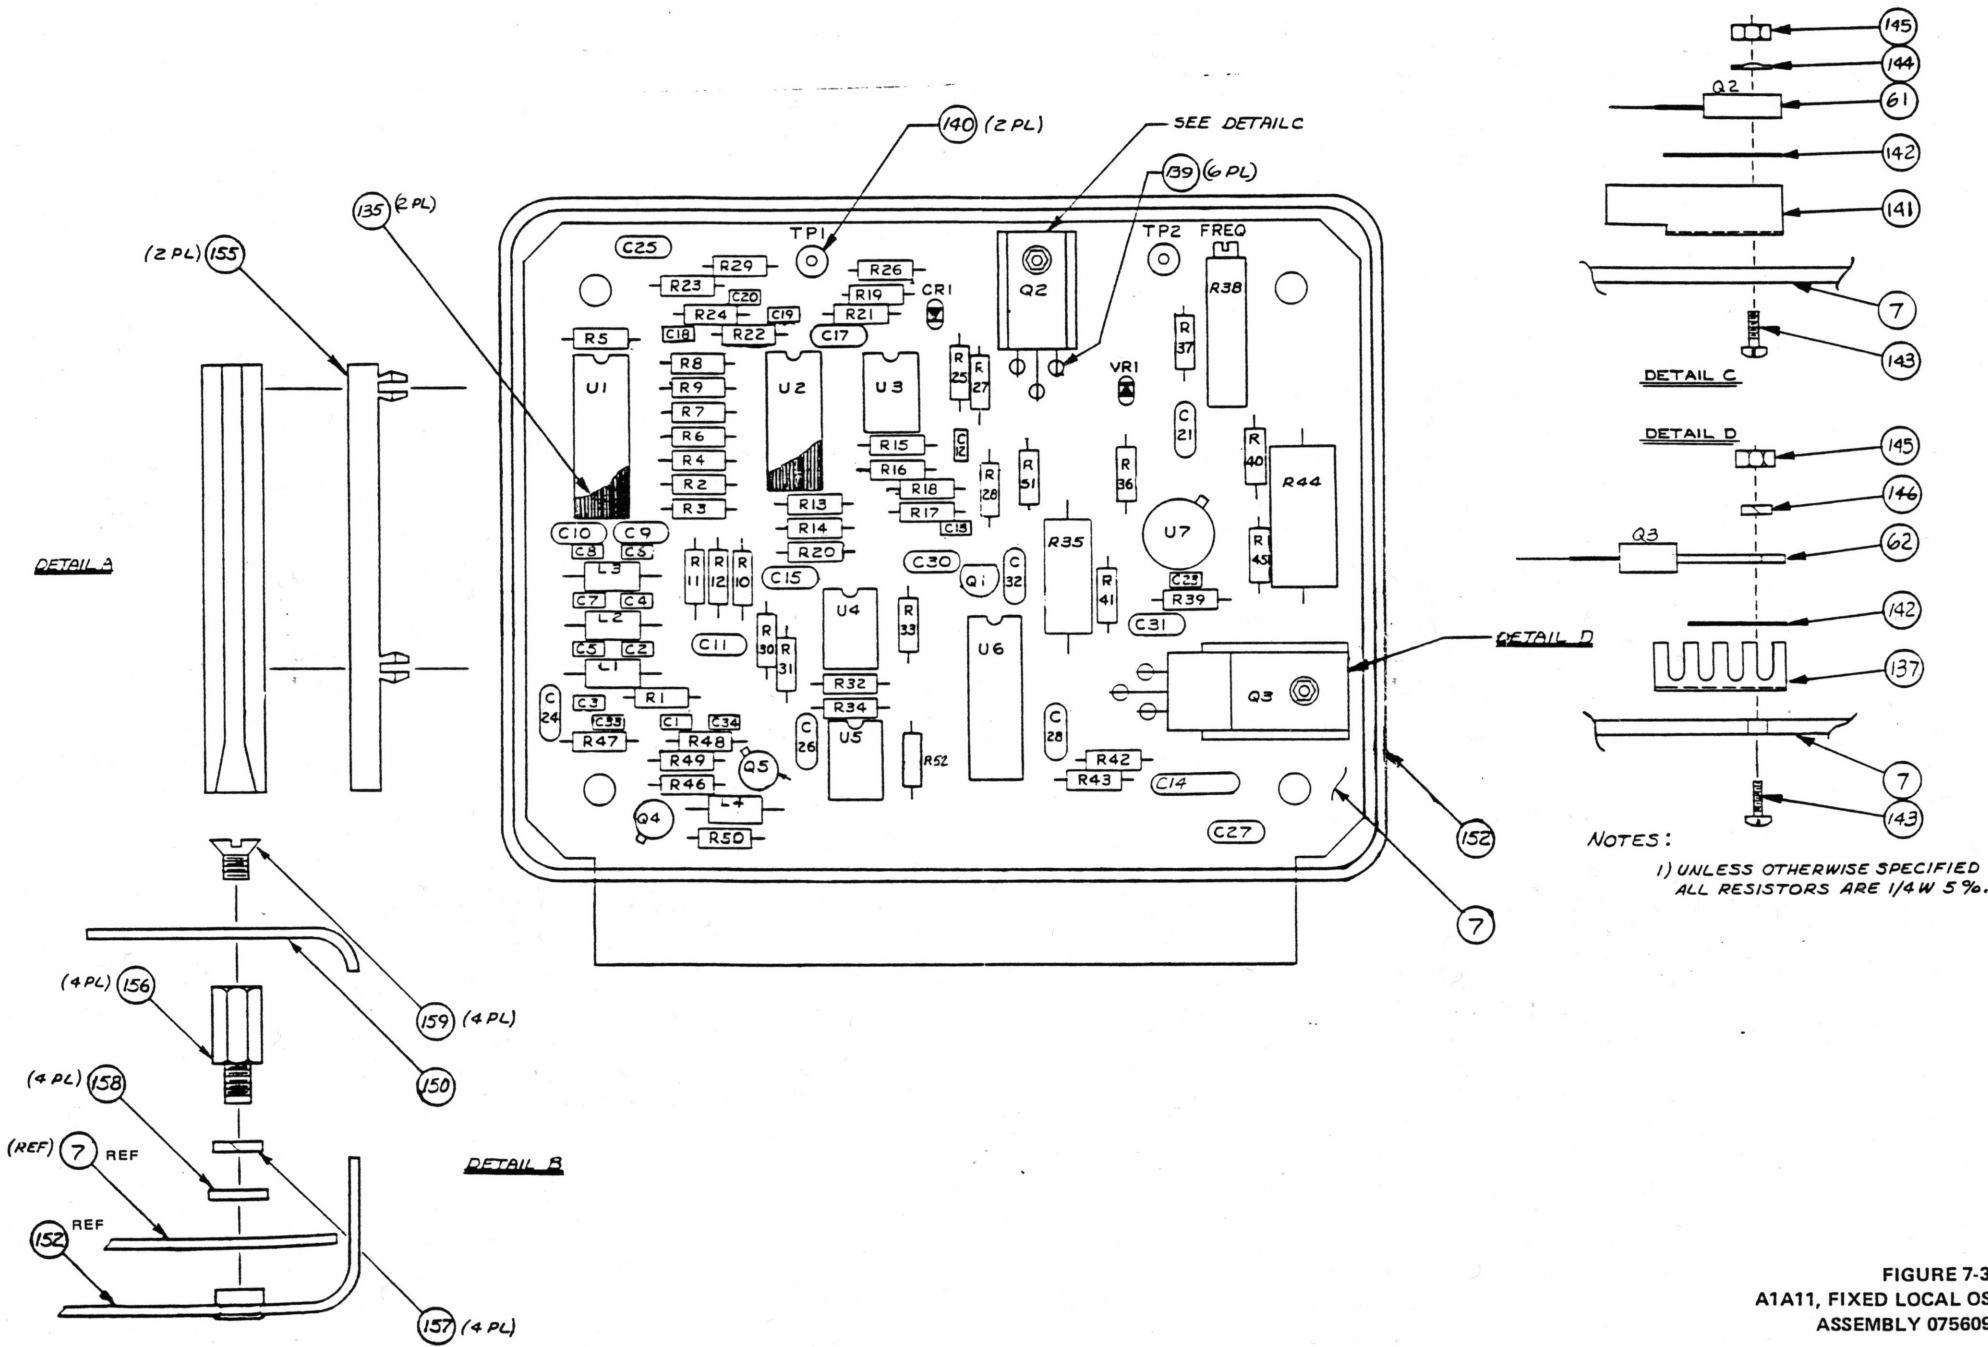 140 (2 PL)
SEE DETAIL C
139 (6 PL)
135 (2 PL)
(2 PL) 155
DETAIL A
C25
TP1
TP2
FREQ
R29
R26
R23
C20
R19
CR1
Q2
R38
R24
C19
R21
C18
R22
C17
R5
R37
R8
R25
R27
VR1
U1
R9
U2
U3
R7
C21
R6
R15
C12
R40
R4
R16
R28
R51
R36
R44
R2
R18
R3
R13
R17
C10
C9
R14
C13
U7
C8
C6
R20
R35
R45
L3
R11
R12
R10
C15
C30
Q1
C32
R41
C23
C7
C4
R39
L2
U4
R33
C31
C5
C2
C11
R30
R31
U6
L1
R32
Q3
C24
R1
C3
R34
C33
C1
C34
C26
U5
C28
R47
R48
R49
Q5
R52
R42
R46
R43
C14
L4
Q4
R50
C27
DETAIL D
152
7
145
144
Q2
61
142
141
7
143
DETAIL C
DETAIL D
145
146
Q3
62
142
137
7
143
NOTES:
1) UNLESS OTHERWISE SPECIFIED
ALL RESISTORS ARE 1/4W 5%.
(4 PL) 156
159 (4 PL)
150
(4 PL) 158
(REF) 7 REF
DETAIL B
152 REF
157 (4 PL)
FIGURE 7-3
A1A11, FIXED LOCAL OS
ASSEMBLY 075609